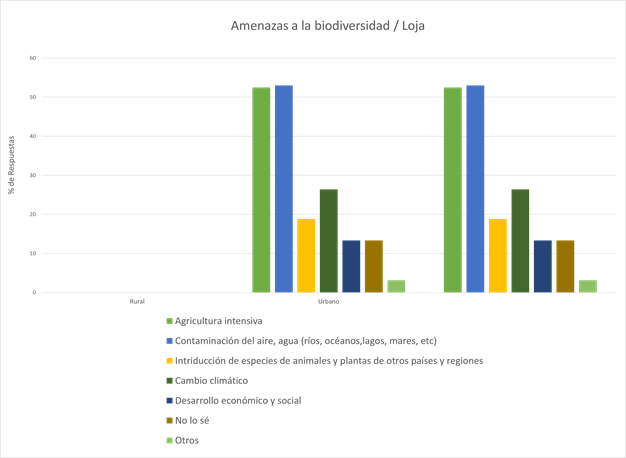 Amenazas a la biodiversidad / Loja
% de Respuestas
60
50
40
30
20
10
0
Rural
Urbano
Agricultura intensiva
Contaminación del aire, agua (ríos, océanos,lagos, mares, etc)
Intriducción de especies de animales y plantas de otros países y regiones
Cambio climático
Desarrollo económico y social
No lo sé
Otros